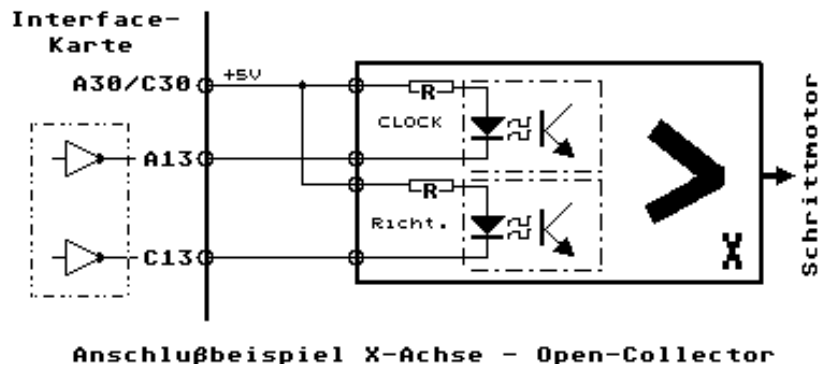 Interface-
Karte
A30/C30
+5V
R
CLOCK
A13
R
Richt.
C13
X
Schrittmotor
Anschlußbeispiel X-Achse - Open-Collector